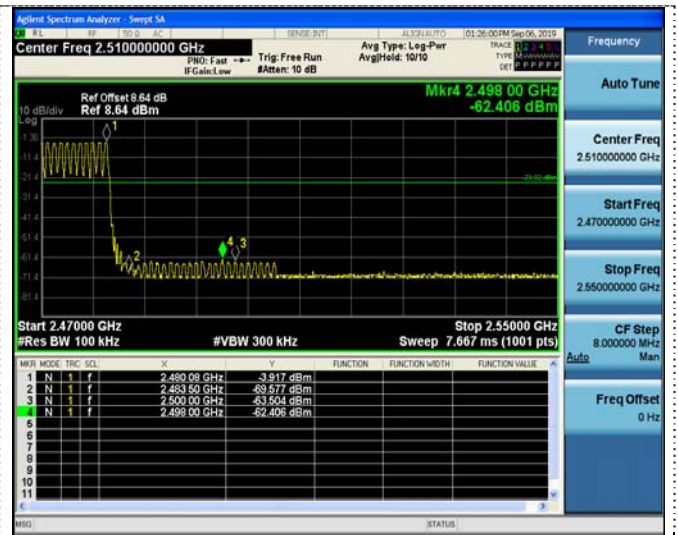 Agilent Spectrum Analyzer - Swept SA
RL RF 50 Ω AC SENSE:INT ALIGN AUTO 01:26:00 PM Sep 06, 2019
Center Freq 2.510000000 GHz
PNO: Fast Trig: Free Run
IFGain:Low #Atten: 10 dB
Avg Type: Log-Pwr
Avg|Hold: 10/10
TRACE 1 2 3 4 5 6
TYPE
DET P P P P P P
Frequency
Auto Tune
Center Freq
2.510000000 GHz
Start Freq
2.470000000 GHz
Stop Freq
2.550000000 GHz
CF Step
8.000000 MHz
Auto Man
Freq Offset
0 Hz
Mkr4 2.498 00 GHz
-62.406 dBm
Ref Offset 8.64 dB
10 dB/div Ref 8.64 dBm
Log
1
-1.36
-11.4
-21.4
-23.92 dBm
-31.4
-41.4
-51.4
4 3
-61.4
2
-71.4
-81.4
Start 2.47000 GHz Stop 2.55000 GHz
#Res BW 100 kHz #VBW 300 kHz Sweep 7.667 ms (1001 pts)
MKR MODE TRC SCL X Y FUNCTION FUNCTION WIDTH FUNCTION VALUE
1 N 1 f 2.480 08 GHz -3.917 dBm
2 N 1 f 2.483 50 GHz -69.577 dBm
3 N 1 f 2.500 00 GHz -63.504 dBm
4 N 1 f 2.498 00 GHz -62.406 dBm
5
6
7
8
9
10
11
MSG STATUS